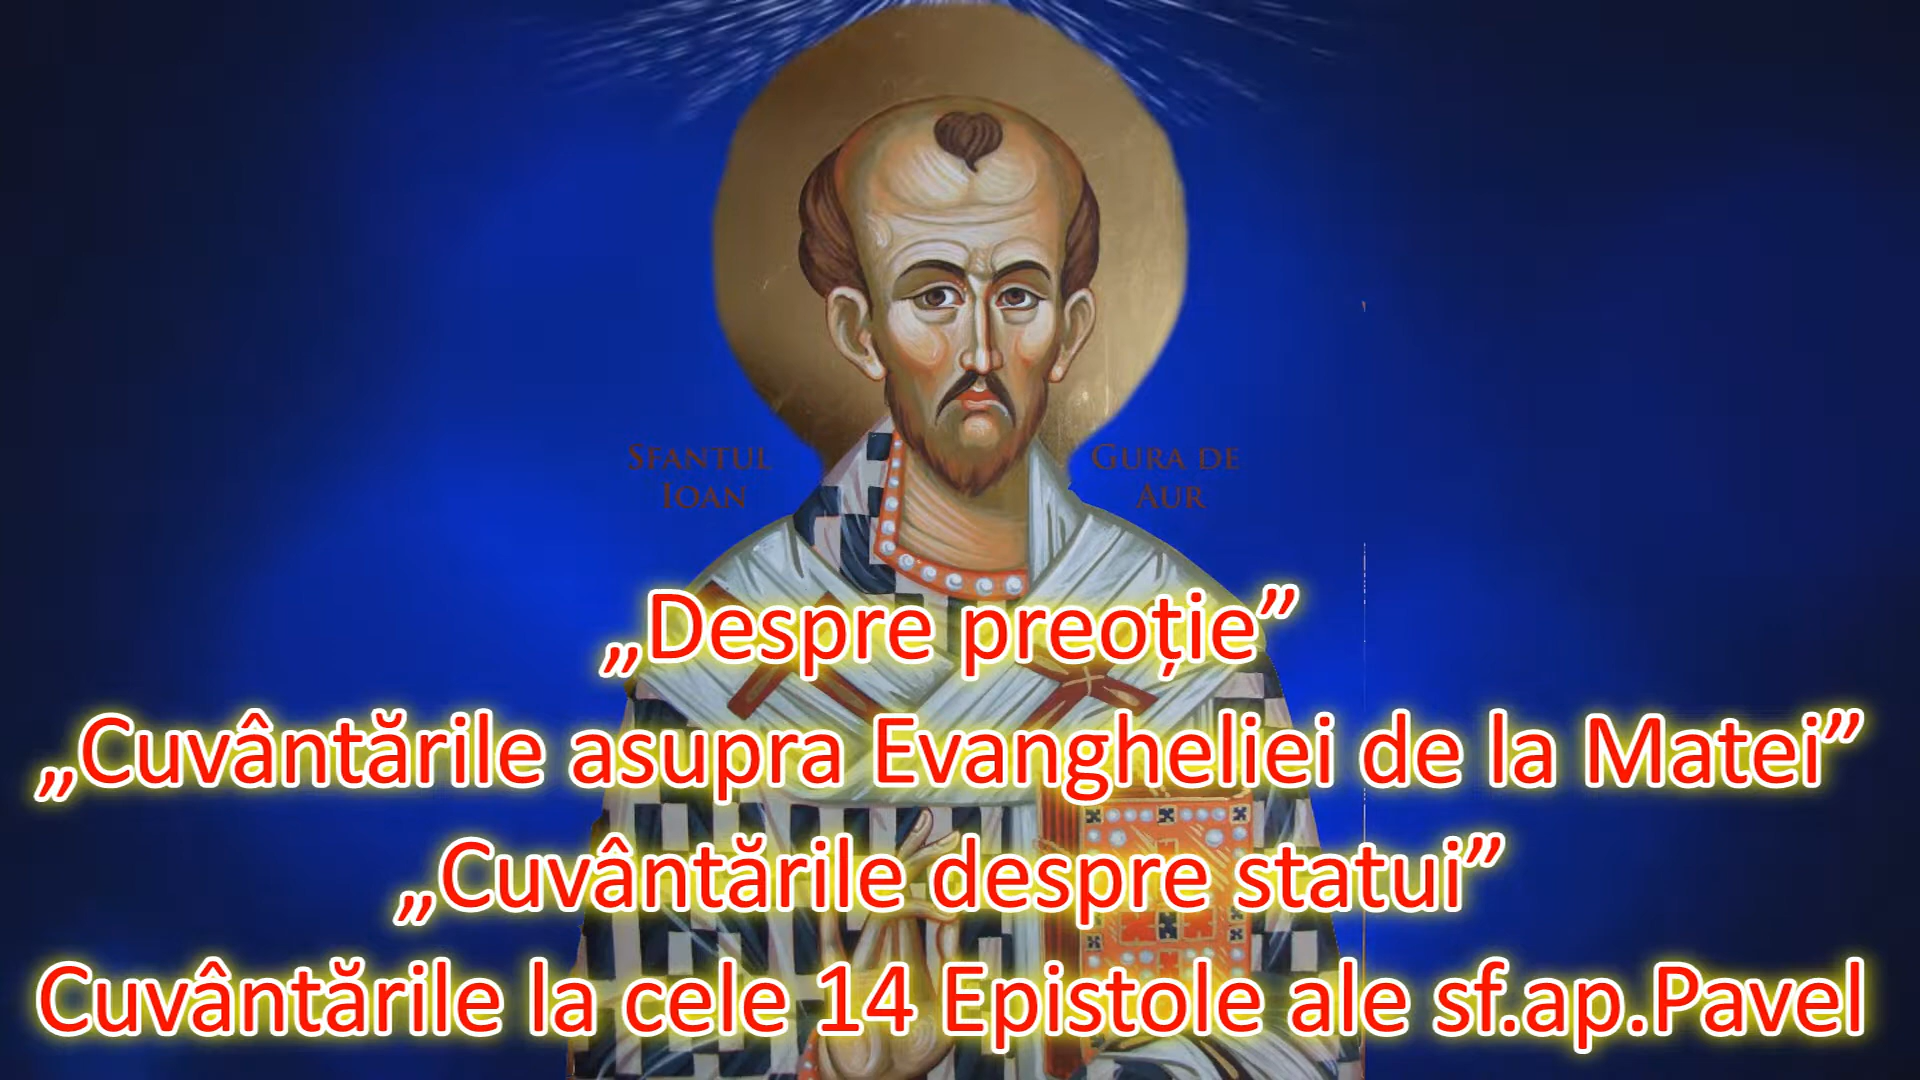 SFANTUL
IOAN
GURA DE
AUR
„Despre preoție”
„Cuvântările asupra Evangheliei de la Matei”
„Cuvântările despre statui”
Cuvântările la cele 14 Epistole ale sf.ap.Pavel